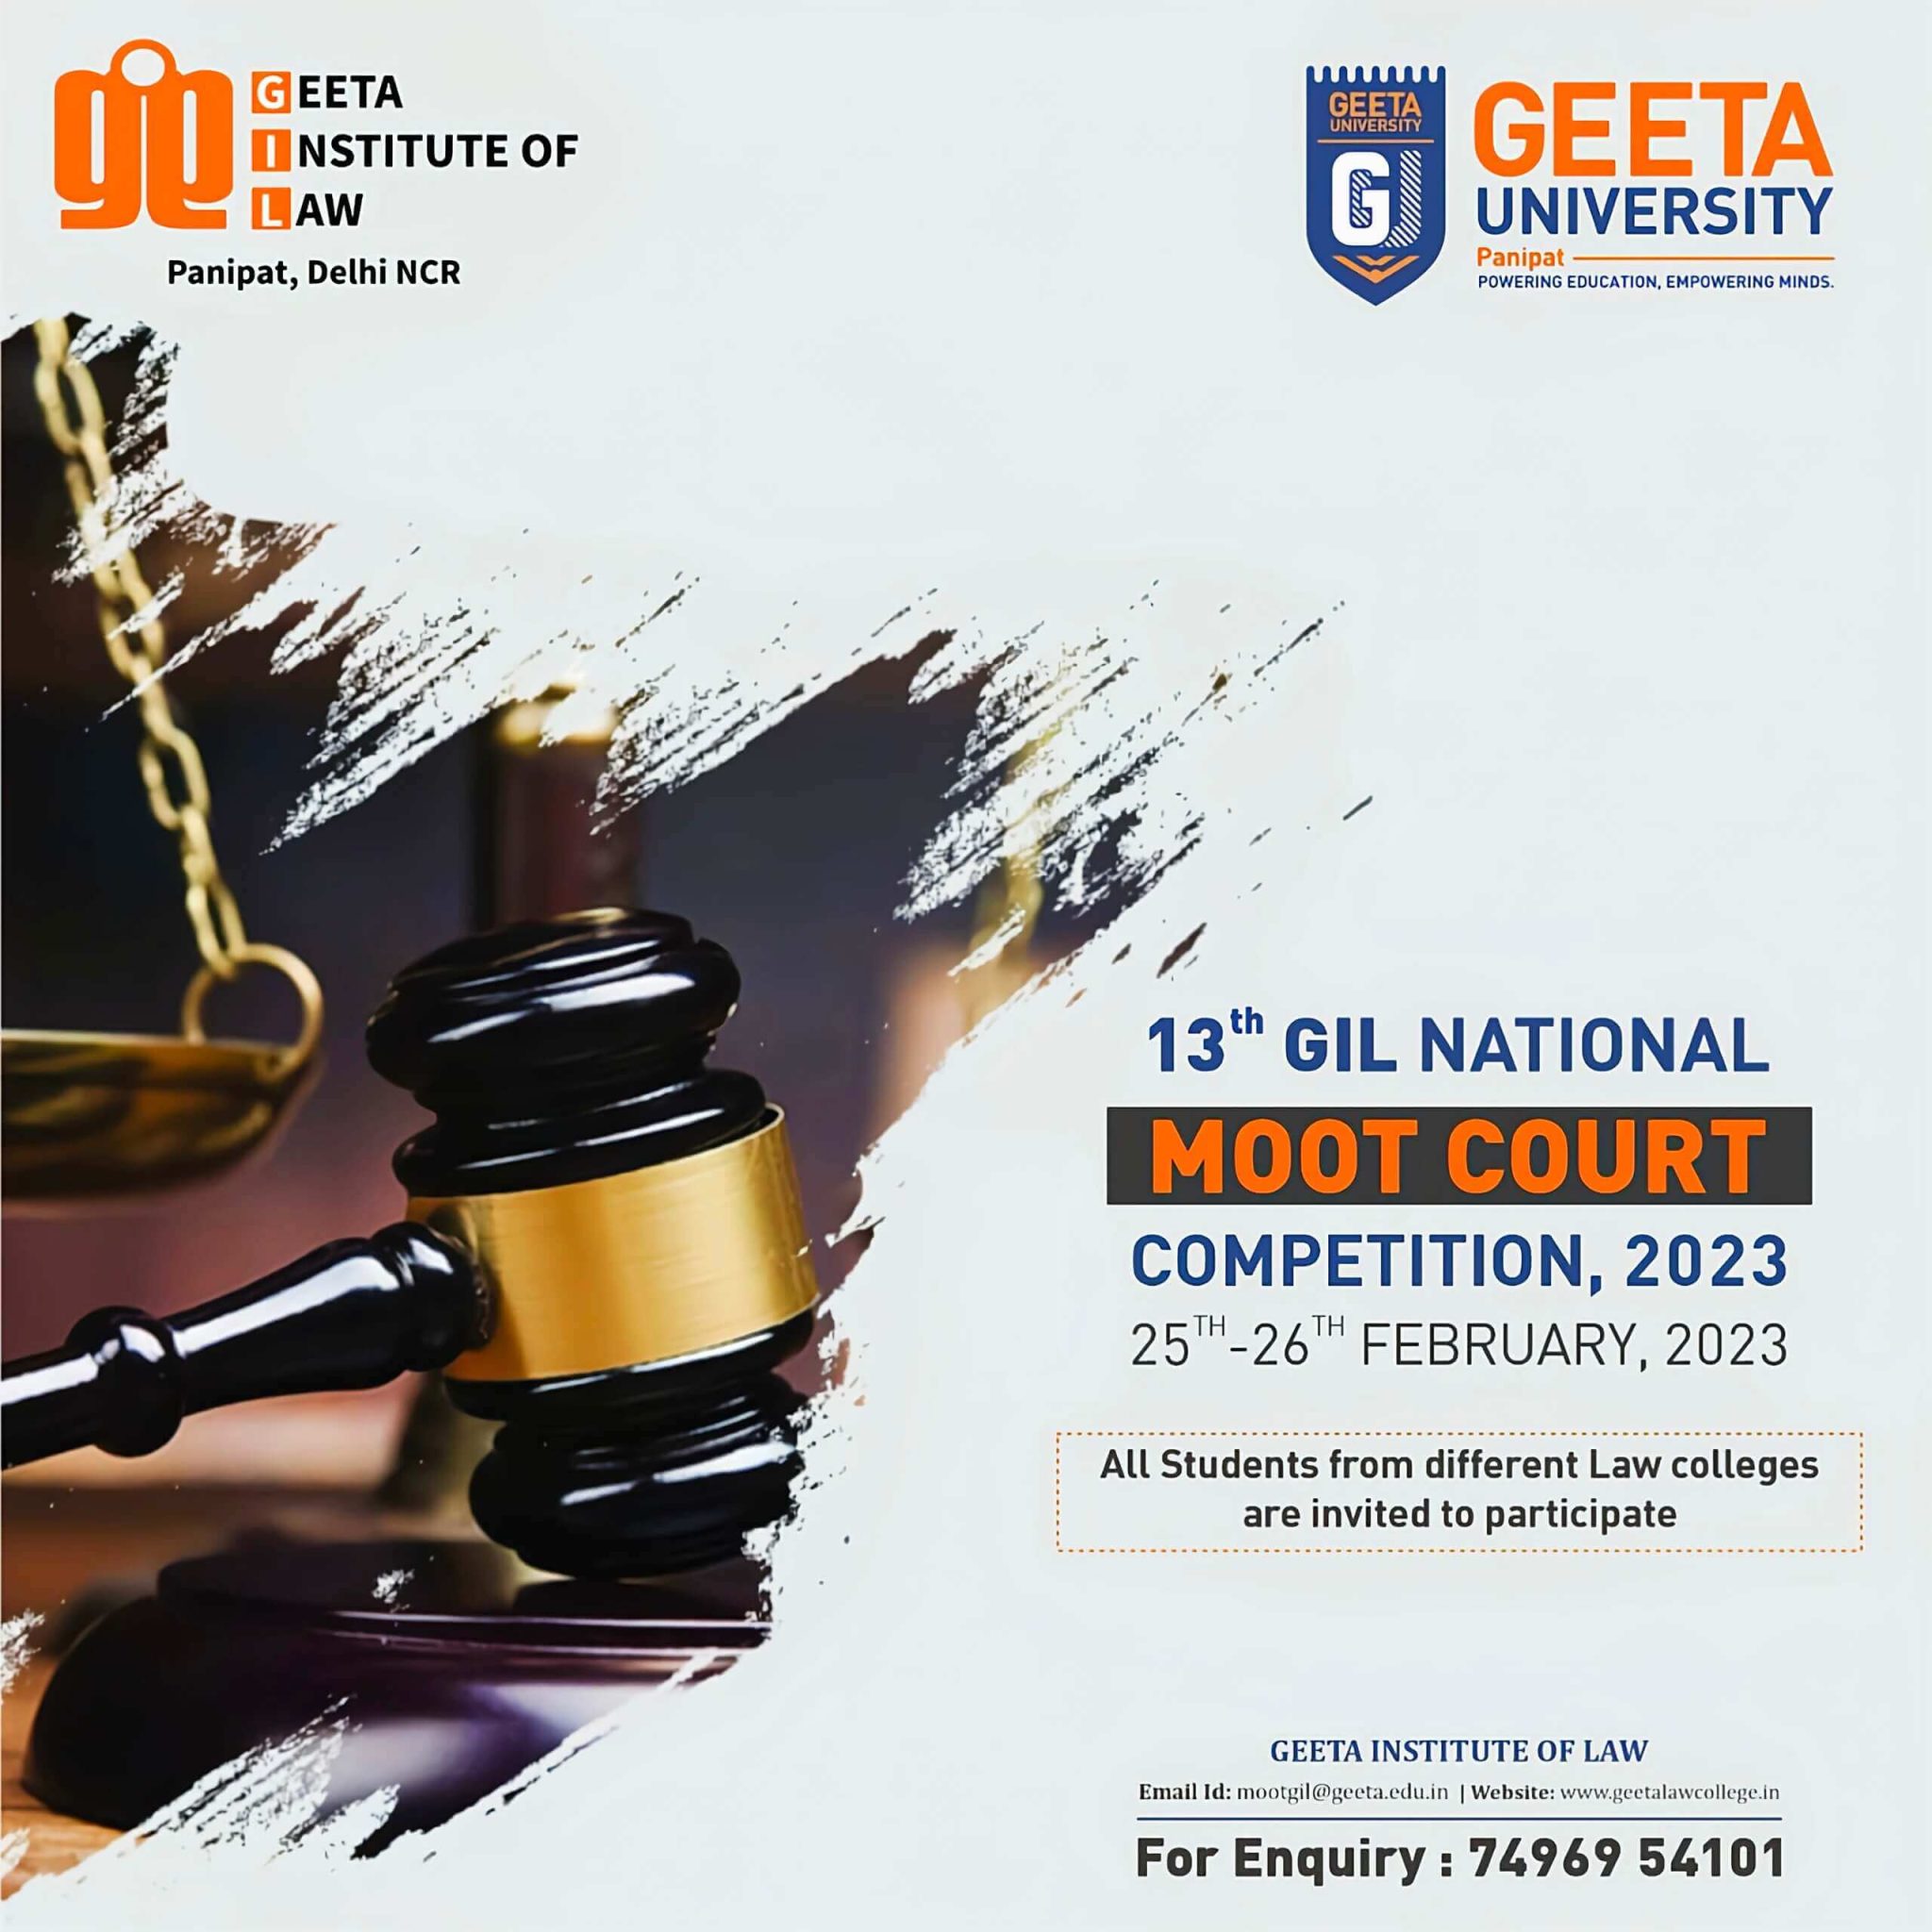 GEETA
INSTITUTE OF
LAW
Panipat, Delhi NCR
GEETA
UNIVERSITY
GU
GEETA
UNIVERSITY
Panipat
POWERING EDUCATION, EMPOWERING MINDS.
13th GIL NATIONAL
MOOT COURT
COMPETITION, 2023
25TH-26TH FEBRUARY, 2023
All Students from different Law colleges
are invited to participate
GEETA INSTITUTE OF LAW
Email Id: mootgil@geeta.edu.in | Website: www.geetalawcollege.in
For Enquiry : 74969 54101